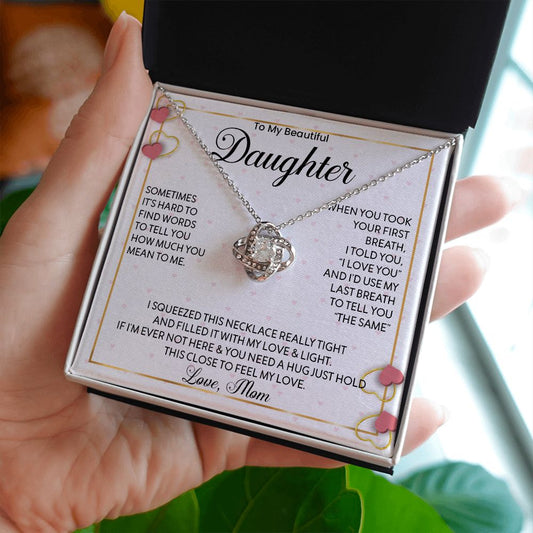 To My Beautiful
Daughter
SOMETIMES
IT'S HARD TO
FIND WORDS
TO TELL YOU
HOW MUCH YOU
MEAN TO ME.
WHEN YOU TOOK
YOUR FIRST
BREATH,
I TOLD YOU,
"I LOVE YOU"
AND I'D USE MY
LAST BREATH
TO TELL YOU
"THE SAME"
I SQUEEZED THIS NECKLACE REALLY TIGHT
AND FILLED IT WITH MY LOVE & LIGHT.
IF I'M EVER NOT HERE & YOU NEED A HUG JUST HOLD
THIS CLOSE TO FEEL MY LOVE.
Love, Mom